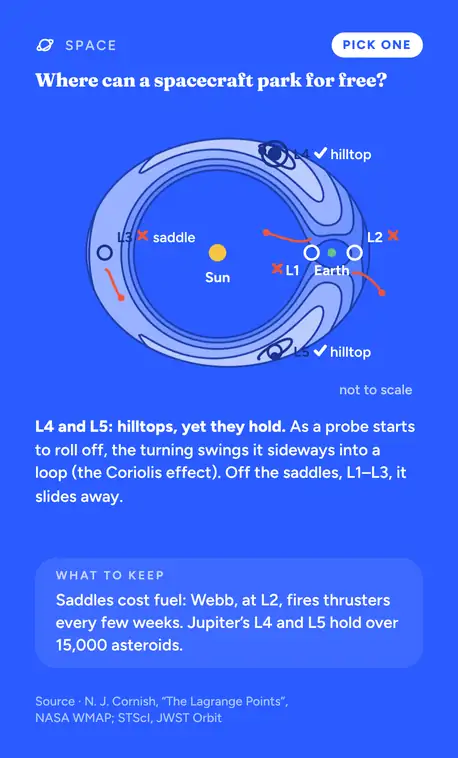 SPACE
PICK ONE
Where can a spacecraft park for free?
L4 ✓ hilltop
L3 ✗ saddle
L2 ✗
Sun
✗ L1 Earth
L5 ✓ hilltop
not to scale
L4 and L5: hilltops, yet they hold. As a probe starts
to roll off, the turning swings it sideways into a
loop (the Coriolis effect). Off the saddles, L1–L3, it
slides away.
WHAT TO KEEP
Saddles cost fuel: Webb, at L2, fires thrusters
every few weeks. Jupiter’s L4 and L5 hold over
15,000 asteroids.
Source · N. J. Cornish, “The Lagrange Points”,
NASA WMAP; STScI, JWST Orbit